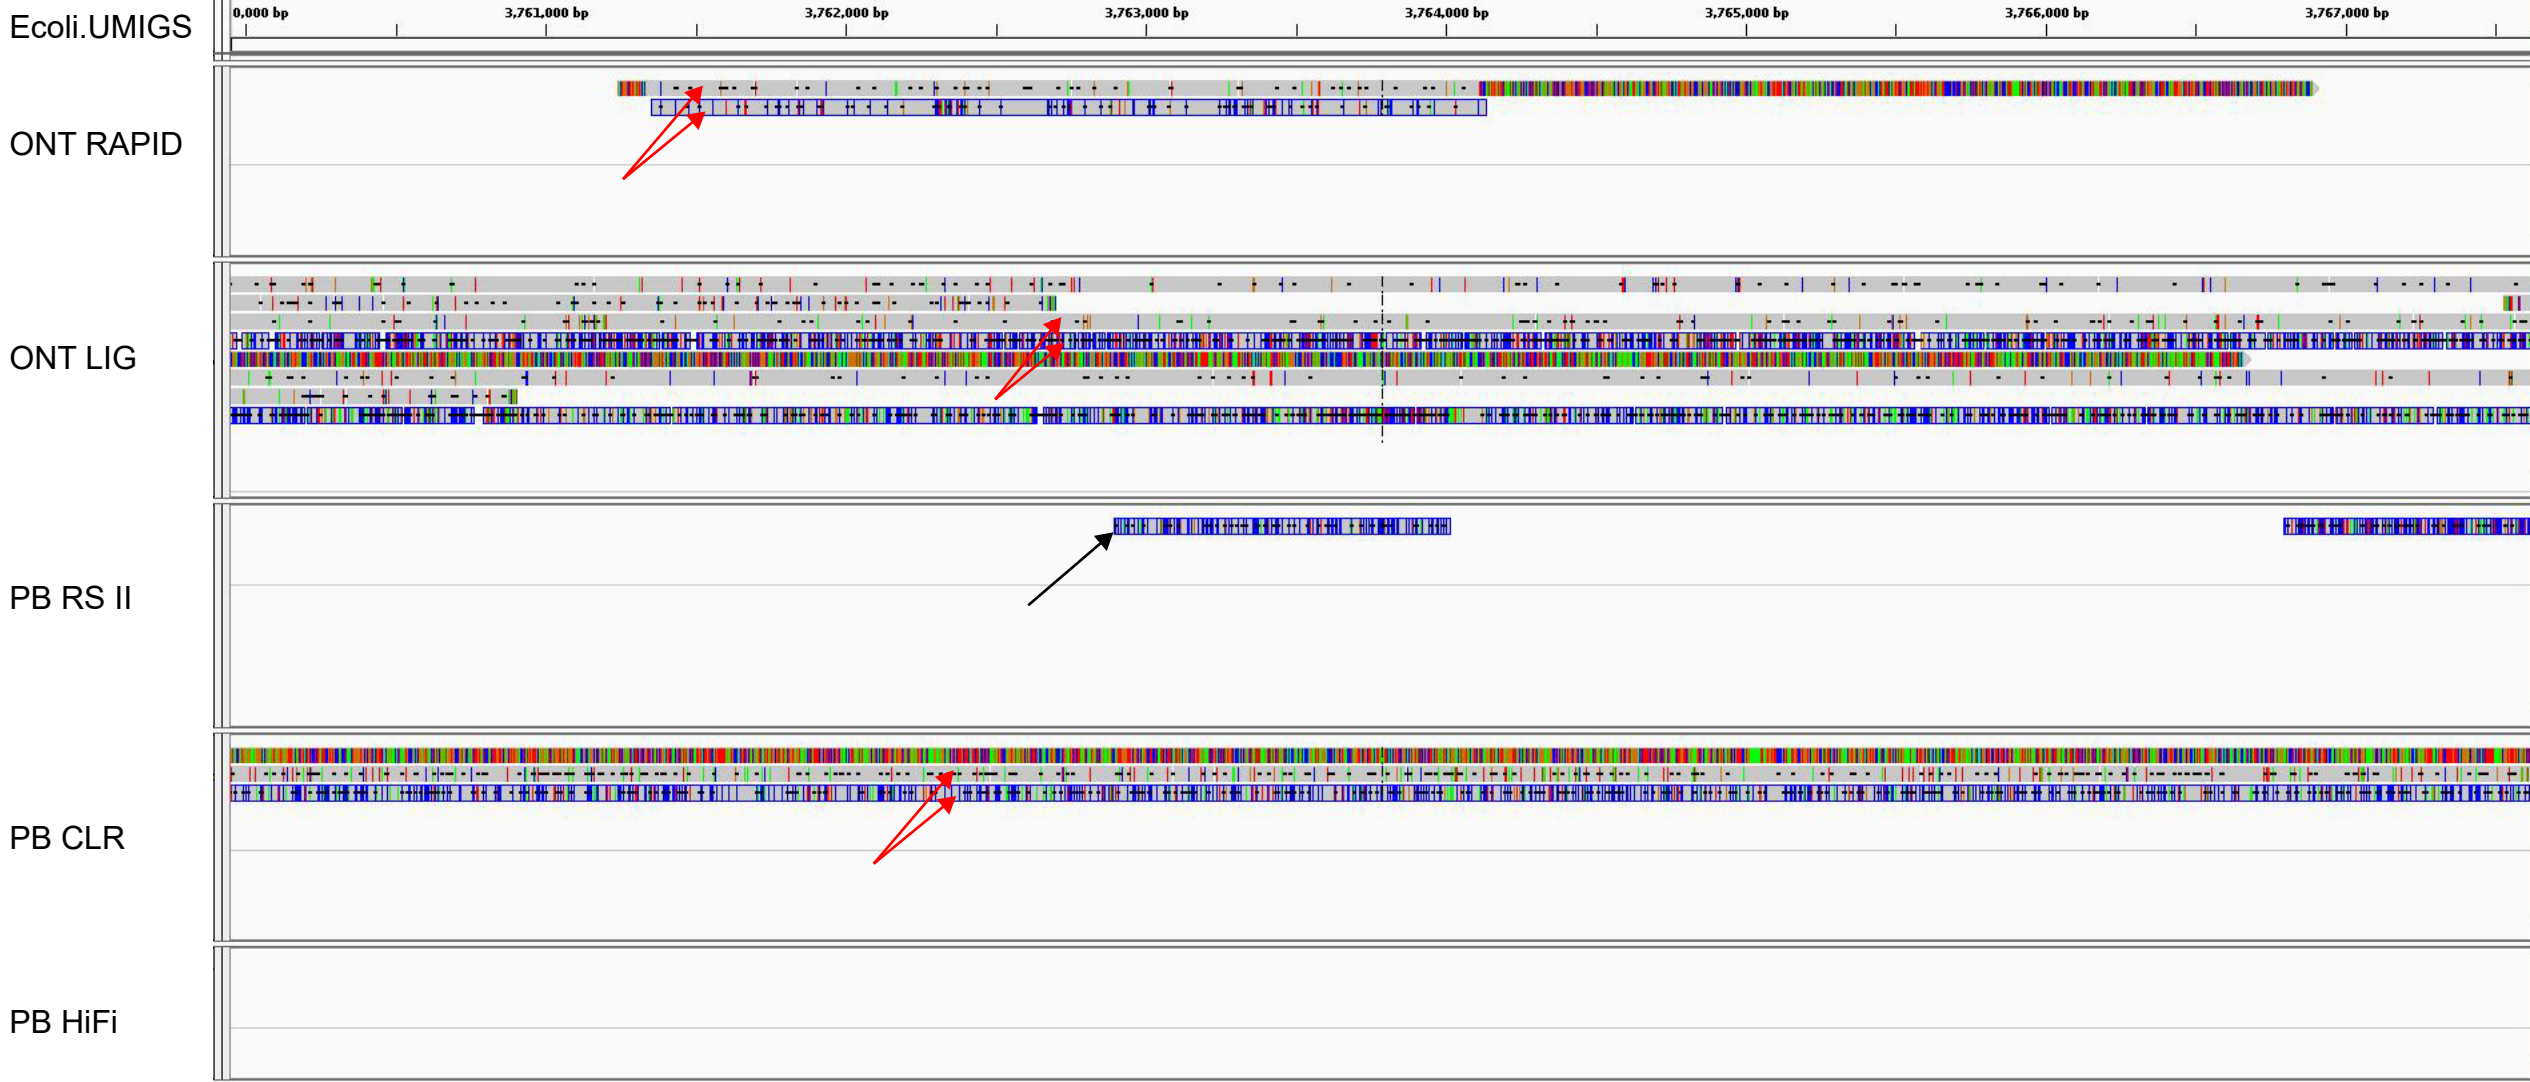 Ecoli.UMIGS
0,000 bp 3,761,000 bp 3,762,000 bp 3,763,000 bp 3,764,000 bp 3,765,000 bp 3,766,000 bp 3,767,000 bp
ONT RAPID
ONT LIG
PB RS II
PB CLR
PB HiFi